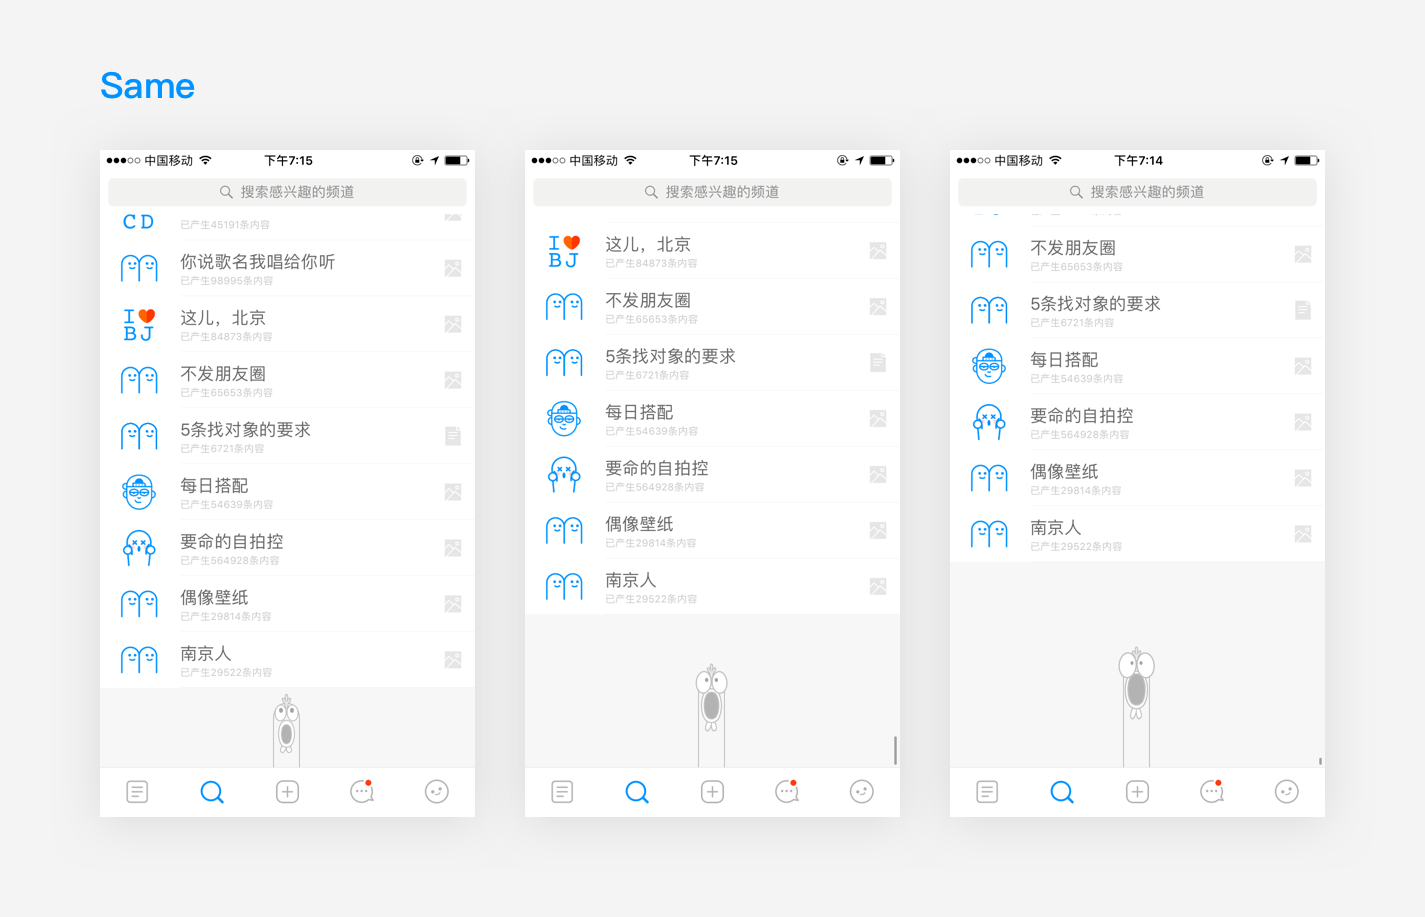 Same
中国移动 下午7:15
搜索感兴趣的频道
CD
已产生45191条内容
你说歌名我唱给你听
已产生98995条内容
I
BJ
这儿，北京
已产生84873条内容
不发朋友圈
已产生65653条内容
5条找对象的要求
已产生6721条内容
每日搭配
已产生54639条内容
要命的自拍控
已产生564928条内容
偶像壁纸
已产生29814条内容
南京人
已产生29522条内容
中国移动 下午7:15
搜索感兴趣的频道
I
BJ
这儿，北京
已产生84873条内容
不发朋友圈
已产生65653条内容
5条找对象的要求
已产生6721条内容
每日搭配
已产生54639条内容
要命的自拍控
已产生564928条内容
偶像壁纸
已产生29814条内容
南京人
已产生29522条内容
中国移动 下午7:14
搜索感兴趣的频道
不发朋友圈
已产生65653条内容
5条找对象的要求
已产生6721条内容
每日搭配
已产生54639条内容
要命的自拍控
已产生564928条内容
偶像壁纸
已产生29814条内容
南京人
已产生29522条内容